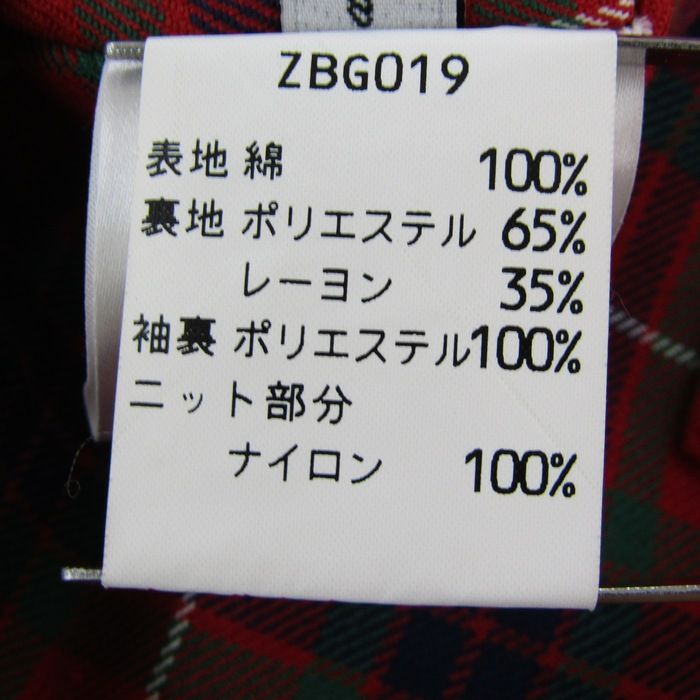 ZBG019
表地 綿 100%
裏地 ポリエステル 65%
レーヨン 35%
袖裏 ポリエステル100%
ニット部分
ナイロン 100%